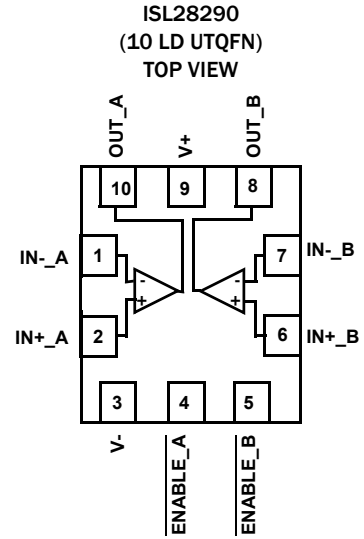 ISL28290
(10 LD UTQFN)
TOP VIEW
OUT_A
V+
OUT_B
10
9
8
IN-_A
1
-
+
IN+_A
2
7
IN-_B
-
+
6
IN+_B
3
4
5
V-
ENABLE_A
ENABLE_B